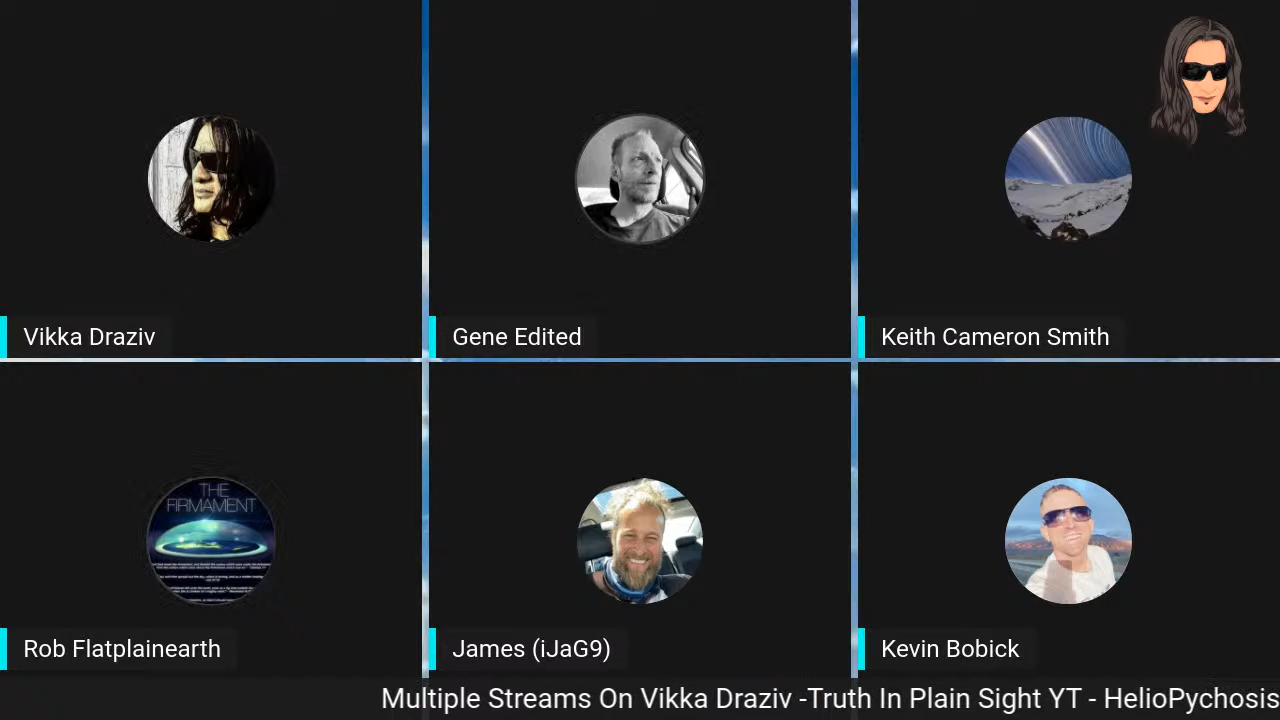 Vikka Draziv
Gene Edited
Keith Cameron Smith
THE
FIRMAMENT
Rob Flatplainearth
James (iJaG9)
Kevin Bobick
Multiple Streams On Vikka Draziv -Truth In Plain Sight YT - HelioPychosis